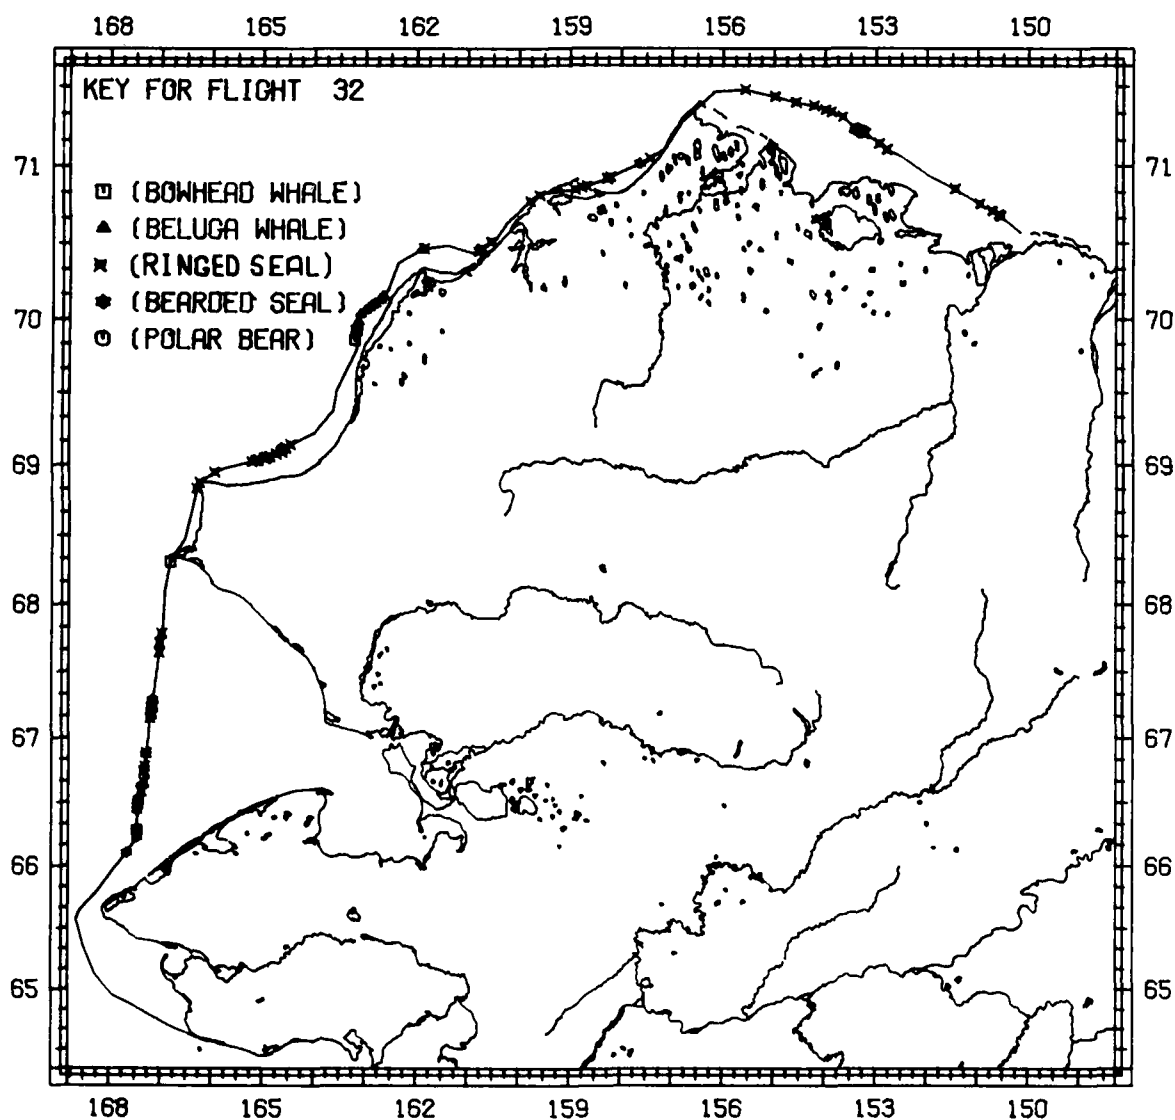 168 165 162 159 156 153 150
KEY FOR FLIGHT 32
71 71
(BOWHEAD WHALE)
(BELUGA WHALE)
(RINGED SEAL)
(BEARDED SEAL)
70 70
(POLAR BEAR)
69 69
68 68
67 67
66 66
65 65
168 165 162 159 156 153 150